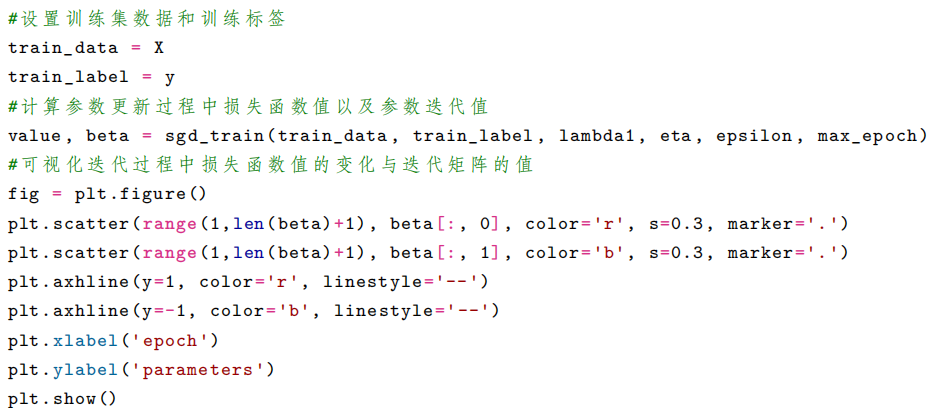 #设置训练集数据和训练标签
train_data = X
train_label = y
#计算参数更新过程中损失函数值以及参数迭代值
value, beta = sgd_train(train_data, train_label, lambda1, eta, epsilon, max_epoch)
#可视化迭代过程中损失函数值的变化与迭代矩阵的值
fig = plt.figure()
plt.scatter(range(1,len(beta)+1), beta[:, 0], color='r', s=0.3, marker='.')
plt.scatter(range(1,len(beta)+1), beta[:, 1], color='b', s=0.3, marker='.')
plt.axhline(y=1, color='r', linestyle='--')
plt.axhline(y=-1, color='b', linestyle='--')
plt.xlabel('epoch')
plt.ylabel('parameters')
plt.show()